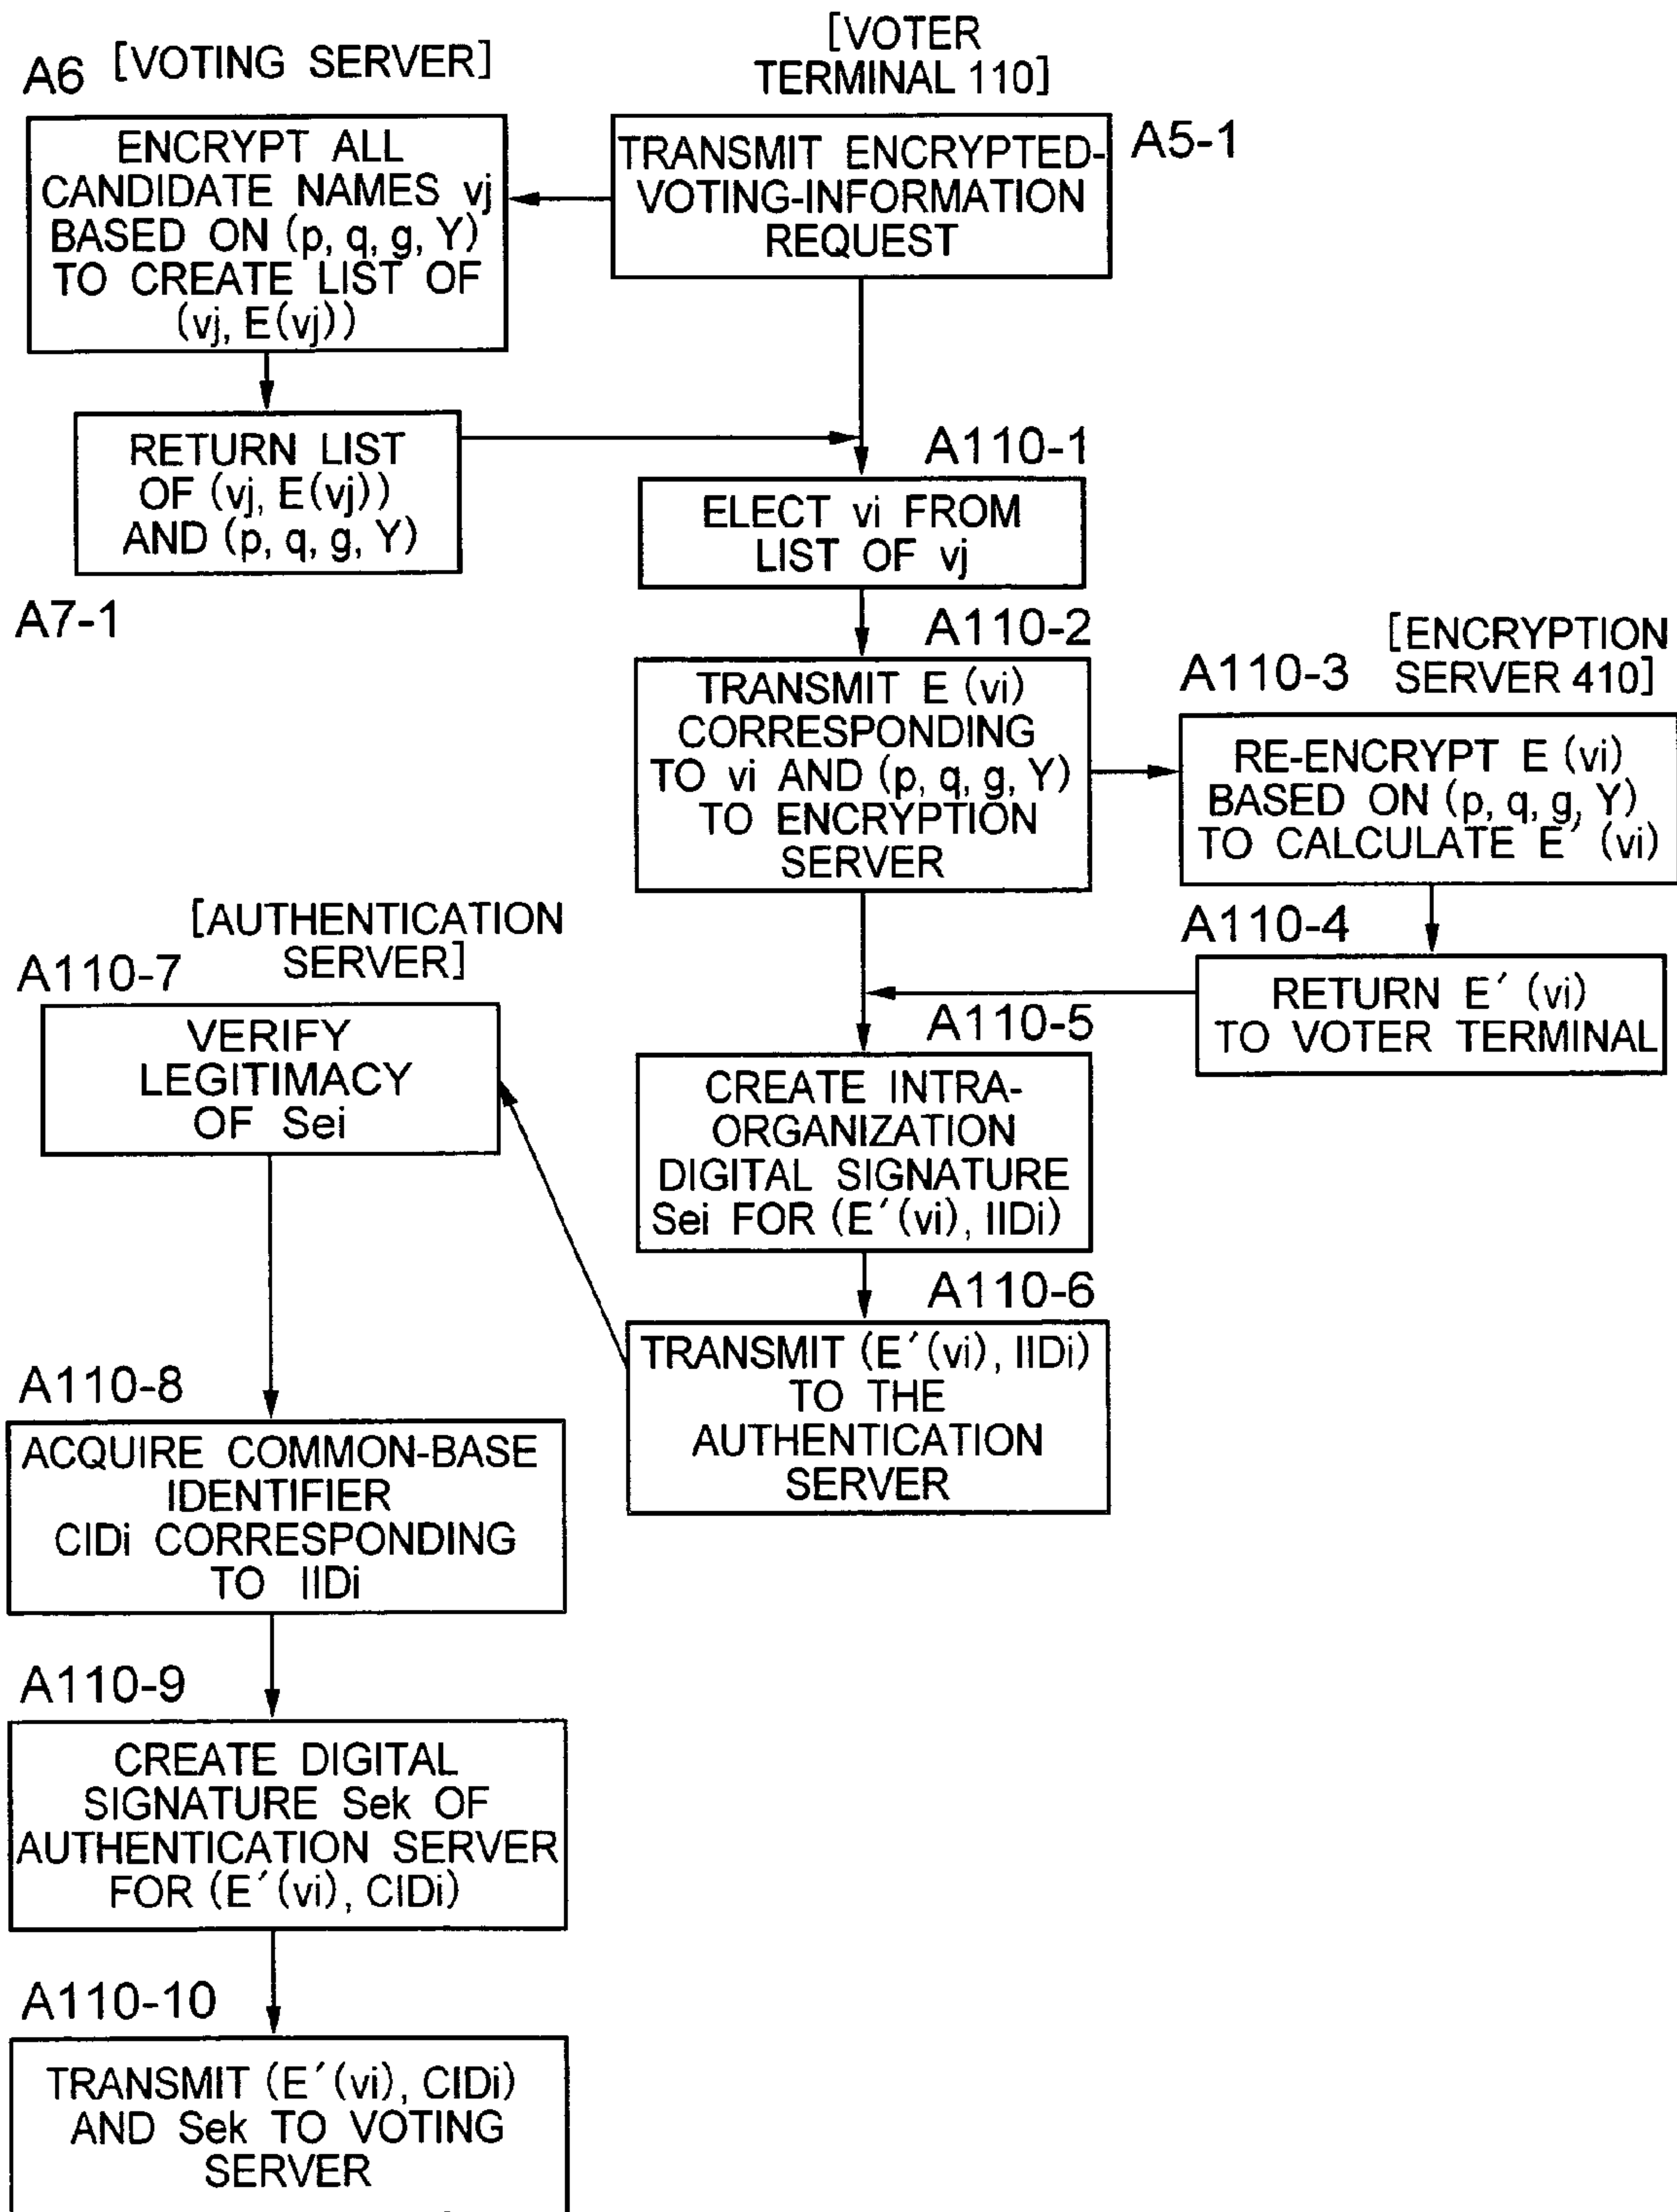 A6 [VOTING SERVER]
[VOTER
TERMINAL 110]
ENCRYPT ALL
CANDIDATE NAMES vj
BASED ON (p, q, g, Y)
TO CREATE LIST OF
(vj, E(vj))
TRANSMIT ENCRYPTED-
VOTING-INFORMATION
REQUEST
A5-1
RETURN LIST
OF (vj, E(vj))
AND (p, q, g, Y)
A7-1
A110-1
ELECT vi FROM
LIST OF vj
A110-2
TRANSMIT E (vi)
CORRESPONDING
TO vi AND (p, q, g, Y)
TO ENCRYPTION
SERVER
A110-3
[ENCRYPTION
SERVER 410]
RE-ENCRYPT E (vi)
BASED ON (p, q, g, Y)
TO CALCULATE E′ (vi)
A110-4
RETURN E′ (vi)
TO VOTER TERMINAL
A110-5
CREATE INTRA-
ORGANIZATION
DIGITAL SIGNATURE
Sei FOR (E′(vi), IIDi)
A110-6
TRANSMIT (E′(vi), IIDi)
TO THE
AUTHENTICATION
SERVER
[AUTHENTICATION
SERVER]
A110-7
VERIFY
LEGITIMACY
OF Sei
A110-8
ACQUIRE COMMON-BASE
IDENTIFIER
CIDi CORRESPONDING
TO IIDi
A110-9
CREATE DIGITAL
SIGNATURE Sek OF
AUTHENTICATION SERVER
FOR (E′(vi), CIDi)
A110-10
TRANSMIT (E′(vi), CIDi)
AND Sek TO VOTING
SERVER